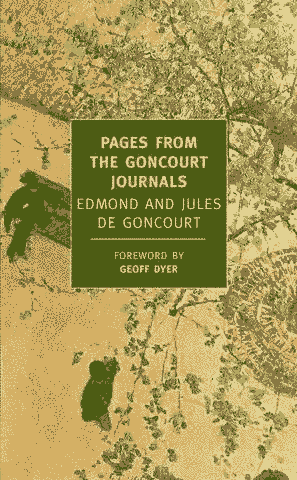 PAGES FROM
THE GONCOURT
JOURNALS
EDMOND AND JULES
DE GONCOURT
FOREWORD BY
GEOFF DYER